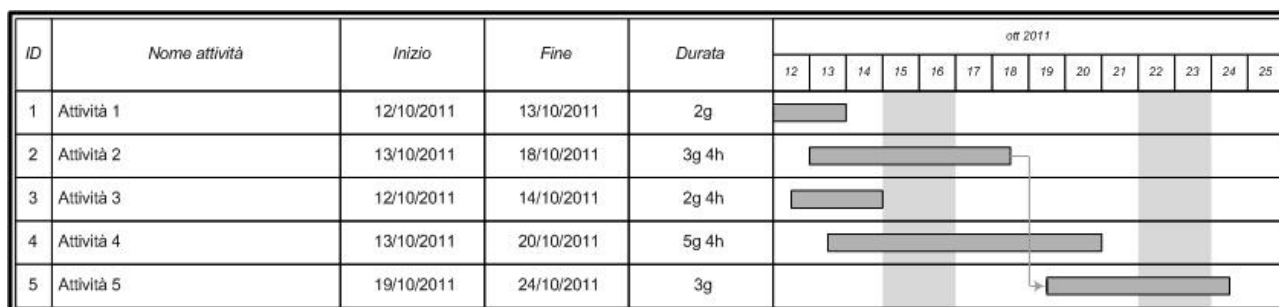 ID Nome attività Inizio Fine Durata ott 2011
12 13 14 15 16 17 18 19 20 21 22 23 24 25
1 Attività 1 12/10/2011 13/10/2011 2g
2 Attività 2 13/10/2011 18/10/2011 3g 4h
3 Attività 3 12/10/2011 14/10/2011 2g 4h
4 Attività 4 13/10/2011 20/10/2011 5g 4h
5 Attività 5 19/10/2011 24/10/2011 3g